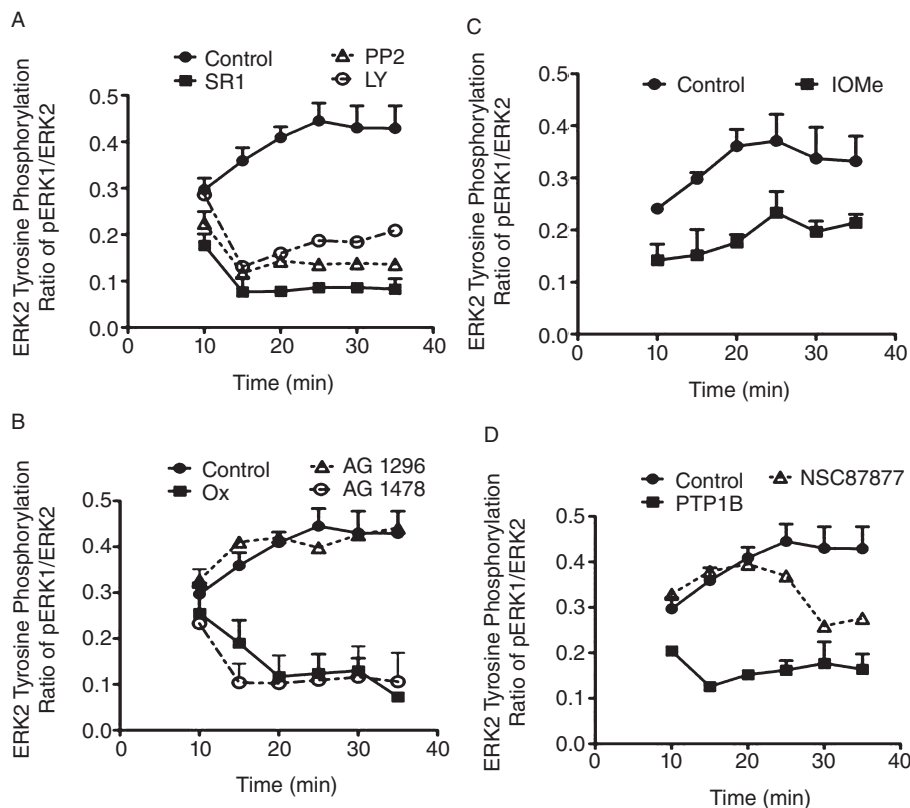 A
Control
PP2
SR1
LY
ERK2 Tyrosine Phosphorylation
Ratio of pERK1/ERK2
0.5
0.4
0.3
0.2
0.1
0.0
0
10
20
30
40
Time (min)
C
Control
IOMe
ERK2 Tyrosine Phosphorylation
Ratio of pERK1/ERK2
0.5
0.4
0.3
0.2
0.1
0.0
0
10
20
30
40
Time (min)
B
Control
AG 1296
Ox
AG 1478
ERK2 Tyrosine Phosphorylation
Ratio of pERK1/ERK2
0.5
0.4
0.3
0.2
0.1
0.0
0
10
20
30
40
Time (min)
D
Control
NSC87877
PTP1B
ERK2 Tyrosine Phosphorylation
Ratio of pERK1/ERK2
0.5
0.4
0.3
0.2
0.1
0.0
0
10
20
30
40
Time (min)